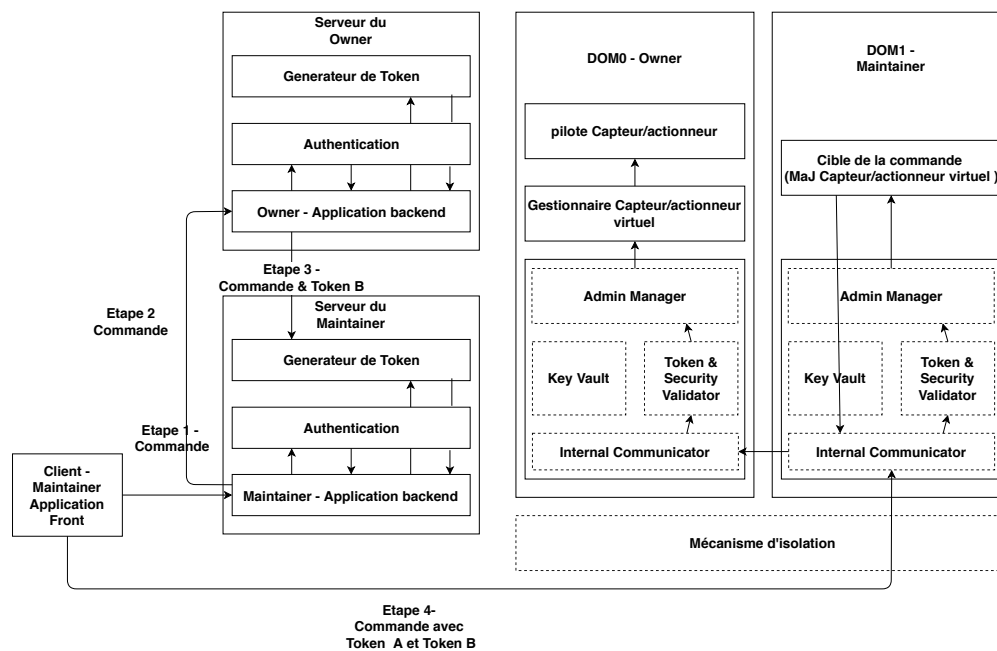 Serveur du
Owner
Generateur de Token
Authentication
Owner - Application backend
Etape 3 -
Commande & Token B
Serveur du
Maintainer
Generateur de Token
Authentication
Maintainer - Application backend
Etape 2
Commande
Etape 1 -
Commande
Client -
Maintainer
Application
Front
DOM0 - Owner
pilote Capteur/actionneur
Gestionnaire Capteur/actionneur
virtuel
Admin Manager
Key Vault
Token &
Security
Validator
Internal Communicator
DOM1 -
Maintainer
Cible de la commande
(MaJ Capteur/actionneur virtuel )
Admin Manager
Key Vault
Token &
Security
Validator
Internal Communicator
Mécanisme d'isolation
Etape 4-
Commande avec
Token  A et Token B